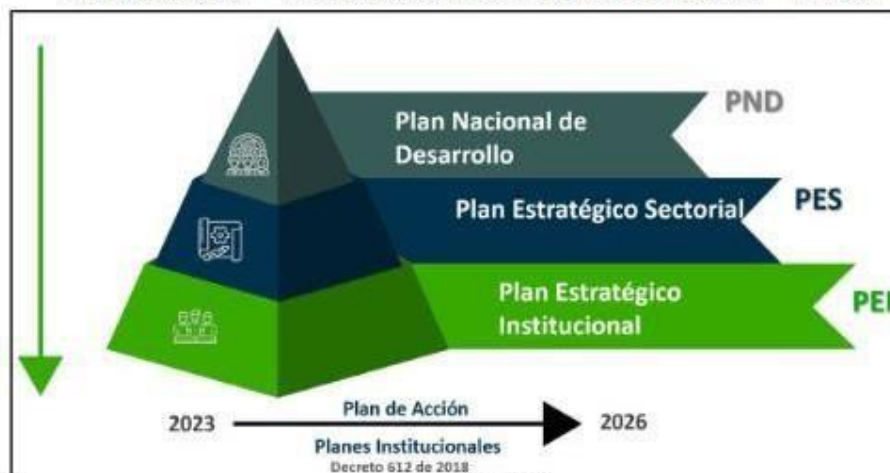 PND
Plan Nacional de
Desarrollo
Plan Estratégico Sectorial
PES
Plan Estratégico
Institucional
PEI
2023
Plan de Acción
2026
Planes Institucionales
Decreto 612 de 2018